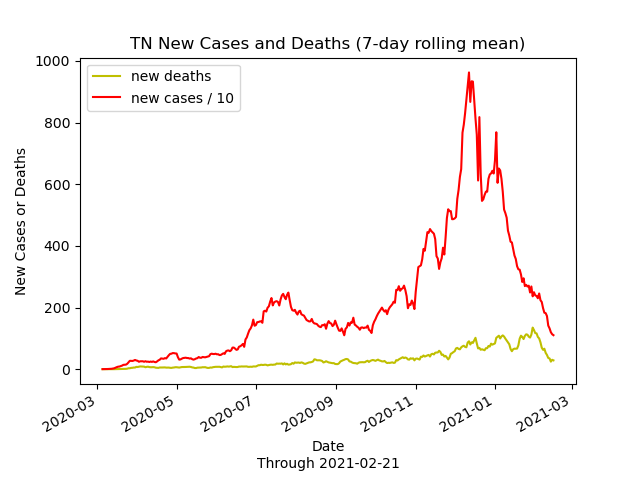 TN New Cases and Deaths (7-day rolling mean)
new deaths
new cases / 10
New Cases or Deaths
1000
800
600
400
200
0
2020-03
2020-05
2020-07
2020-09
2020-11
2021-01
2021-03
Date
Through 2021-02-21